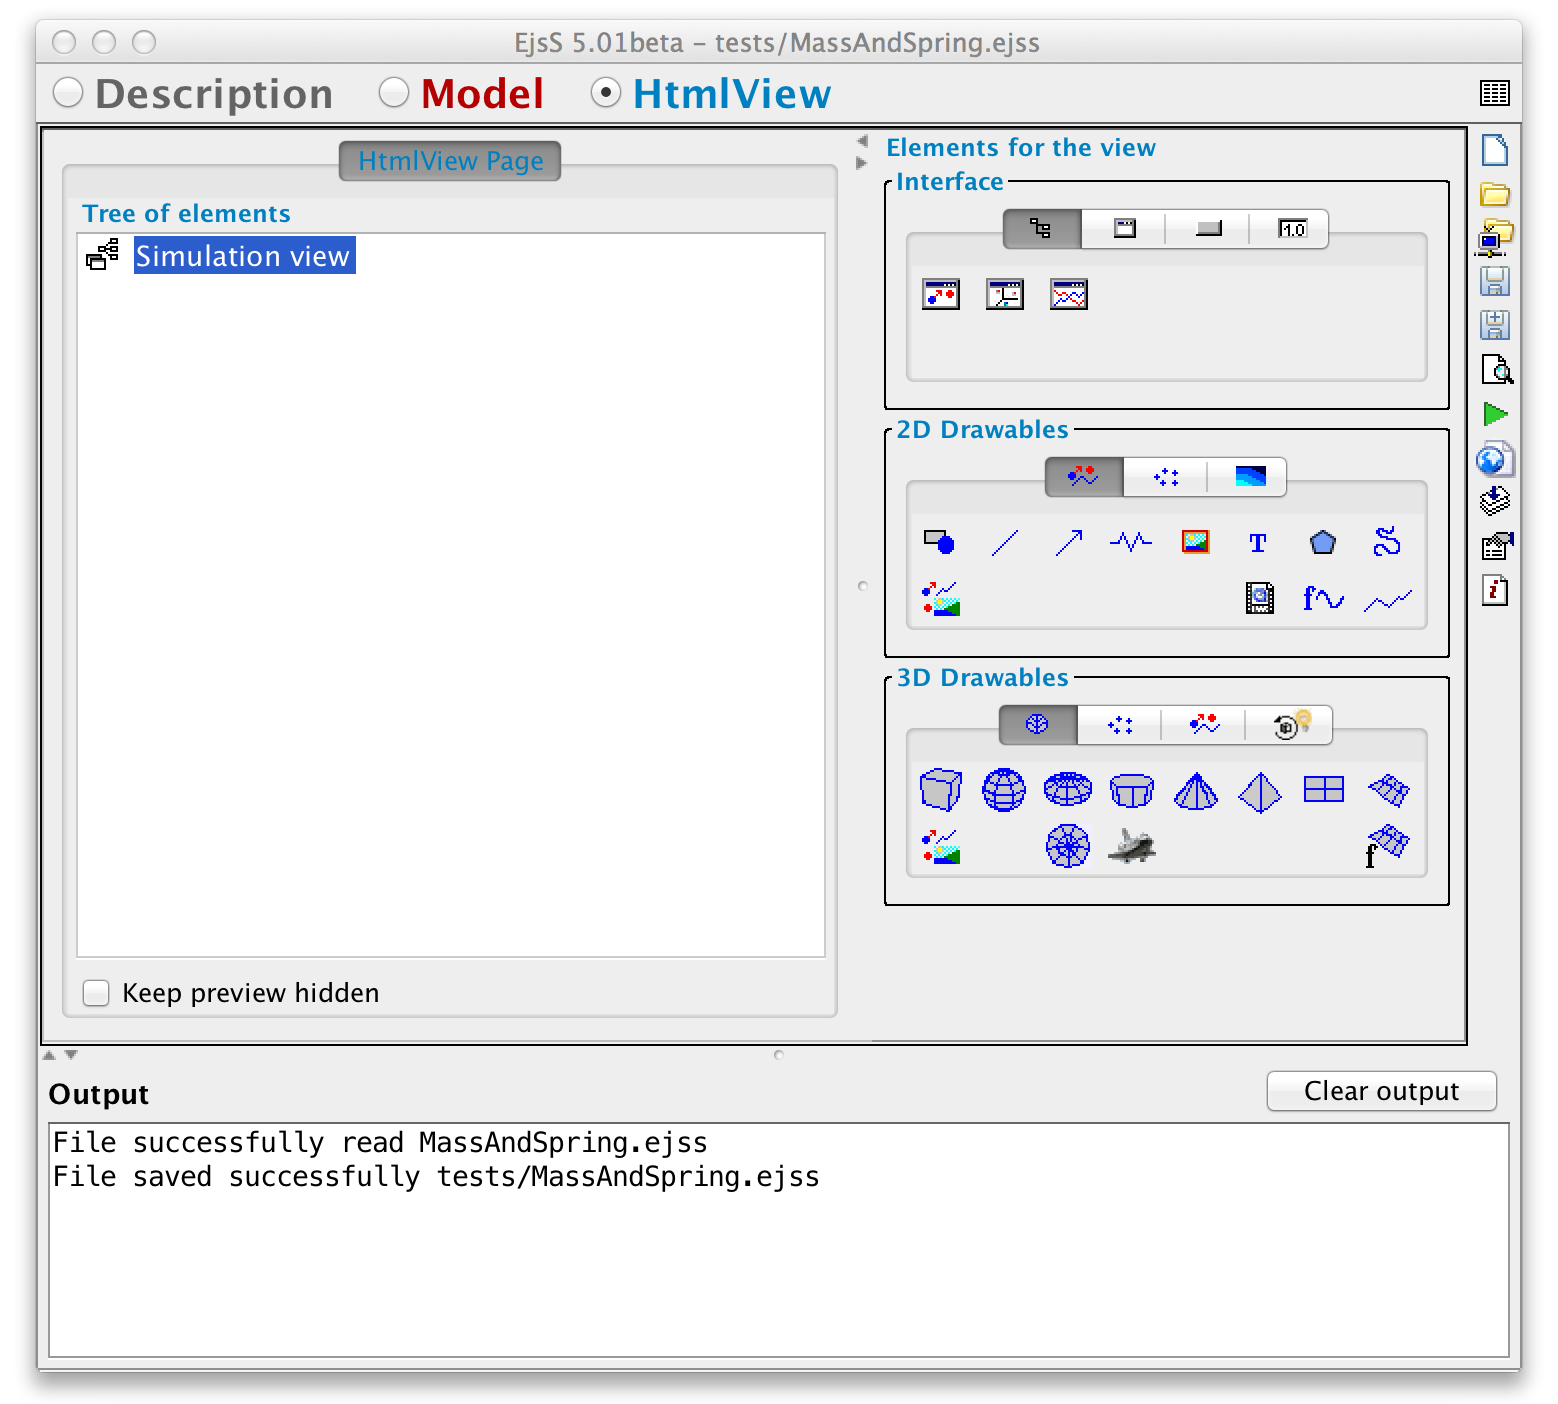 EjsS 5.01beta – tests/MassAndSpring.ejss
Description Model HtmlView
HtmlView Page
Tree of elements
Simulation view
Keep preview hidden
Elements for the view
Interface
1.0
2D Drawables
T
f
3D Drawables
f
i
Output
Clear output
File successfully read MassAndSpring.ejss
File saved successfully tests/MassAndSpring.ejss